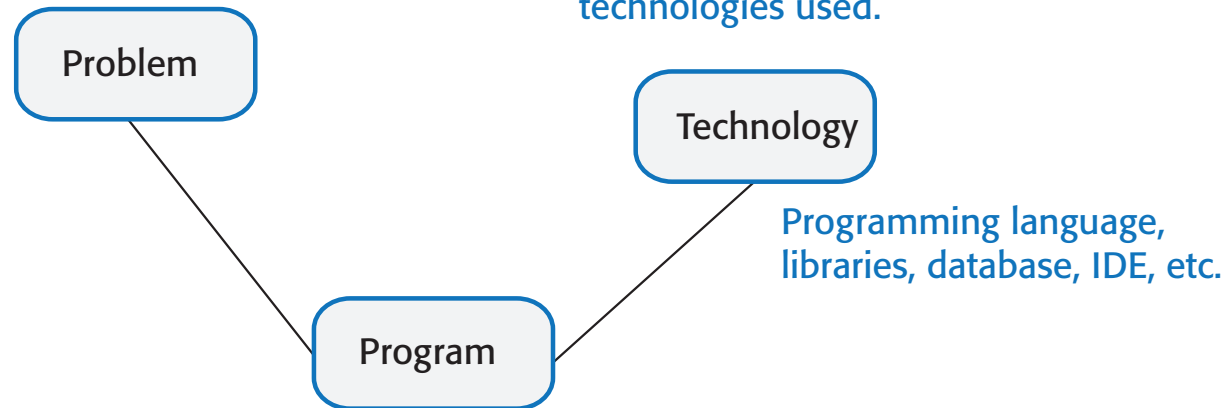 technologies used.
Problem
Technology
Programming language,
libraries, database, IDE, etc.
Program